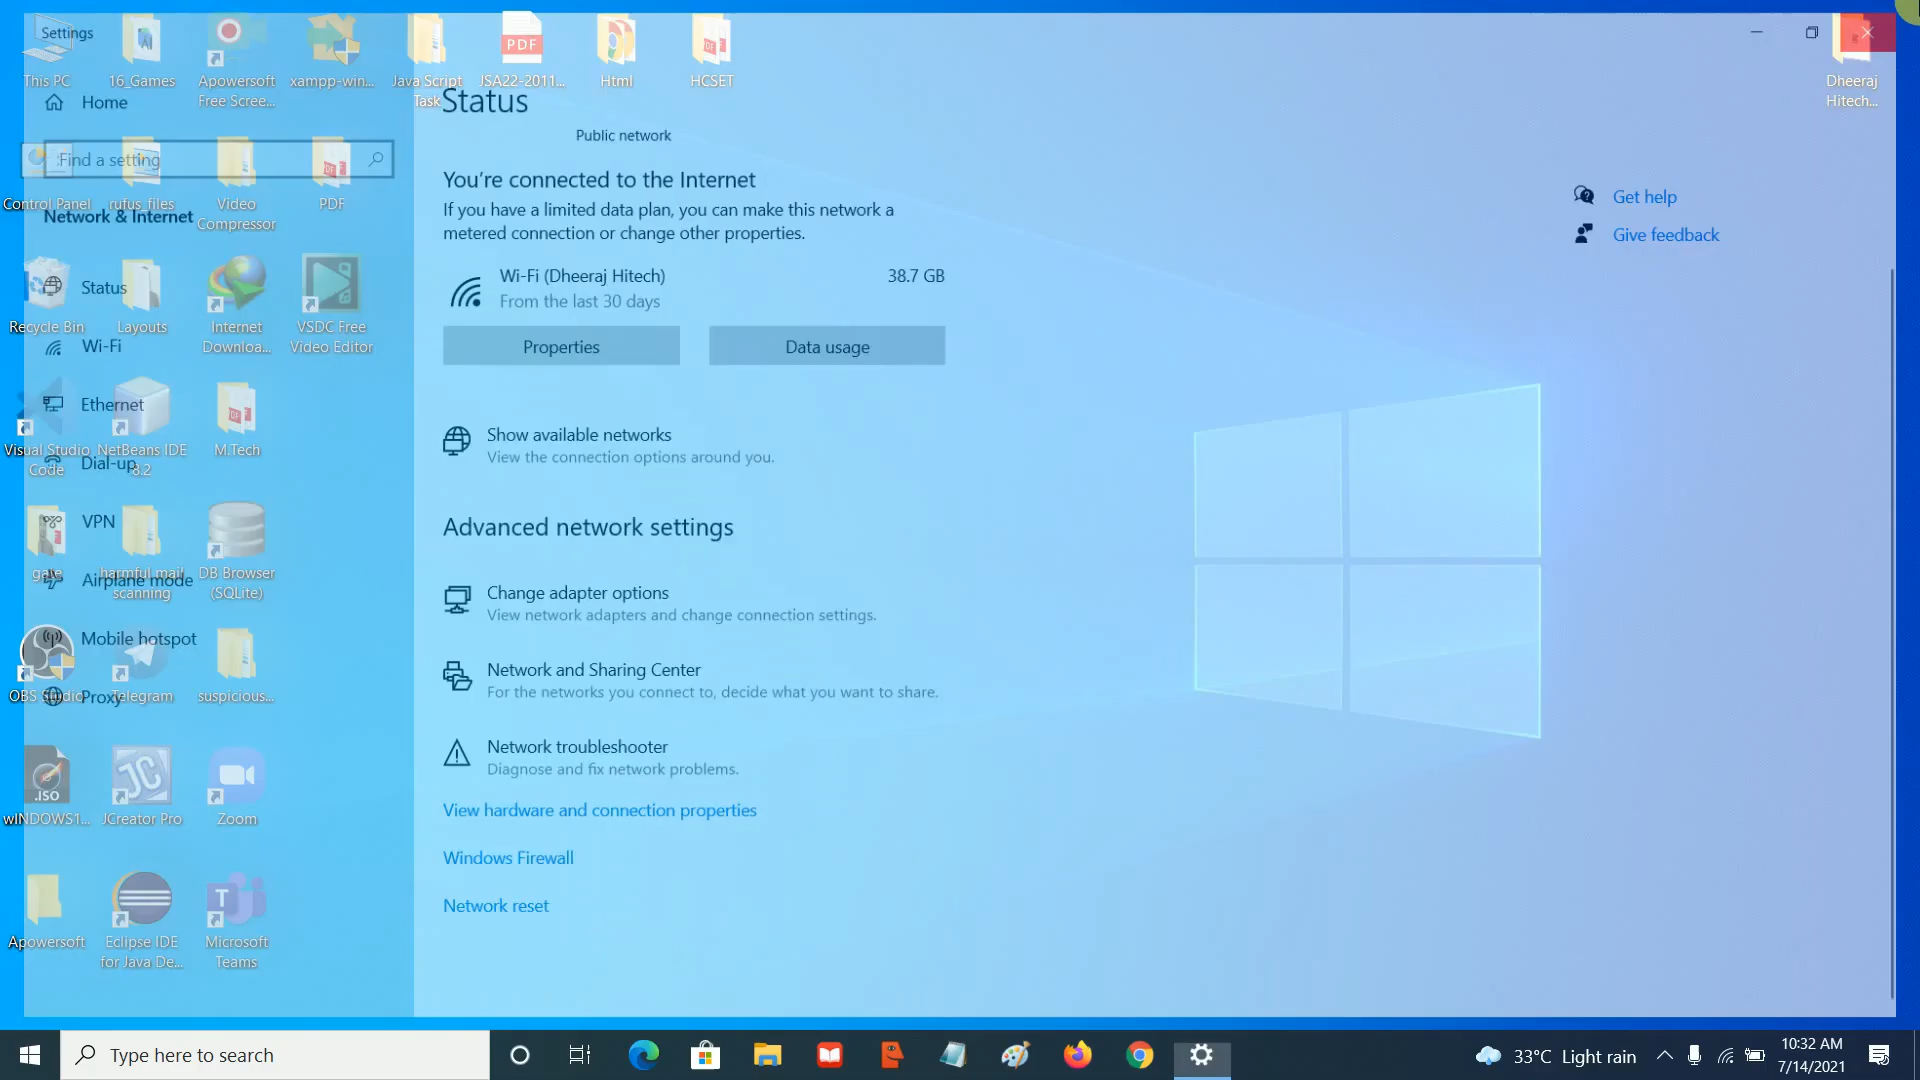 Settings
This PC
16_Games
Apowersoft
Free Scree...
xampp-win...
Java Script
Task
JSA22-2011...
Html
HCSET
Dheeraj
Hitech...
Home
Find a setting
Control Panel
rufus_files
Video
Compressor
PDF
Network & Internet
Status
Recycle Bin
Layouts
Internet
Downloa...
VSDC Free
Video Editor
Wi-Fi
Ethernet
Visual Studio
Code
NetBeans IDE
8.2
M.Tech
Dial-up
VPN
gate
harmful mail
scanning
DB Browser
(SQLite)
Airplane mode
Mobile hotspot
OBS Studio
Telegram
suspicious...
Proxy
.ISO
wINDOWS1...
JCreator Pro
Zoom
Apowersoft
Eclipse IDE
for Java De...
Microsoft
Teams
Status
Public network
You're connected to the Internet
If you have a limited data plan, you can make this network a
metered connection or change other properties.
Wi-Fi (Dheeraj Hitech)
38.7 GB
From the last 30 days
Properties
Data usage
Show available networks
View the connection options around you.
Advanced network settings
Change adapter options
View network adapters and change connection settings.
Network and Sharing Center
For the networks you connect to, decide what you want to share.
Network troubleshooter
Diagnose and fix network problems.
View hardware and connection properties
Windows Firewall
Network reset
Get help
Give feedback
Type here to search
33°C Light rain
10:32 AM
7/14/2021